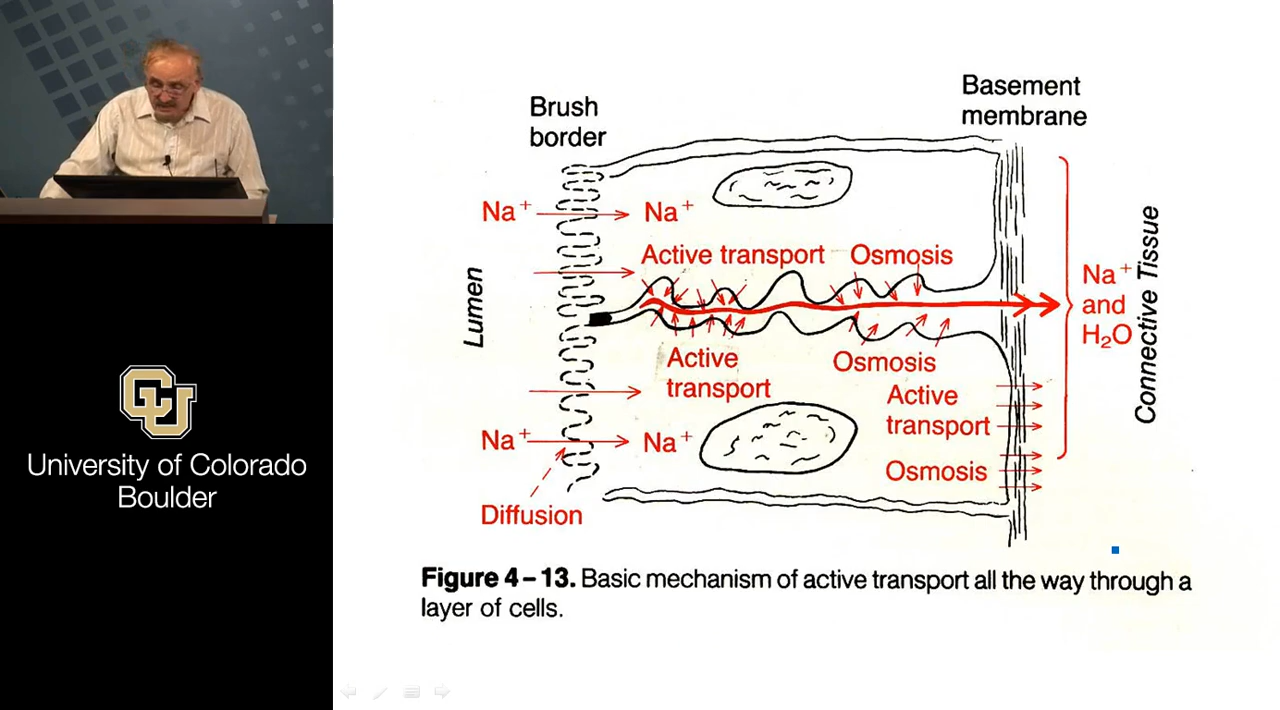 Brush
border
Basement
membrane
Na⁺
Na⁺
Active transport
Osmosis
Lumen
Na⁺
and
H₂O
Connective Tissue
Active
transport
Osmosis
Active
transport
Na⁺
Na⁺
Osmosis
Diffusion
Figure 4–13. Basic mechanism of active transport all the way through a
layer of cells.
CU
University of Colorado
Boulder